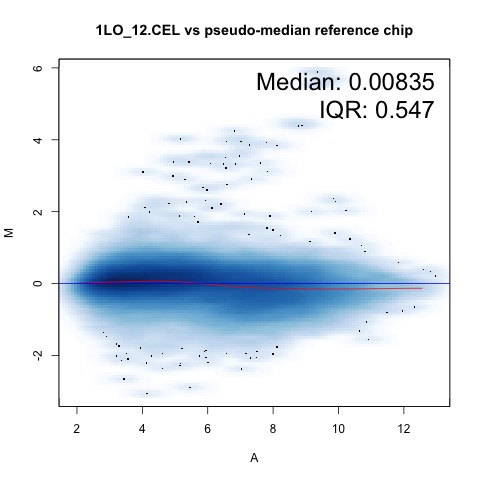 1LO_12.CEL vs pseudo-median reference chip
Median: 0.00835
IQR: 0.547
6
4
2
0
-2
M
2 4 6 8 10 12
A